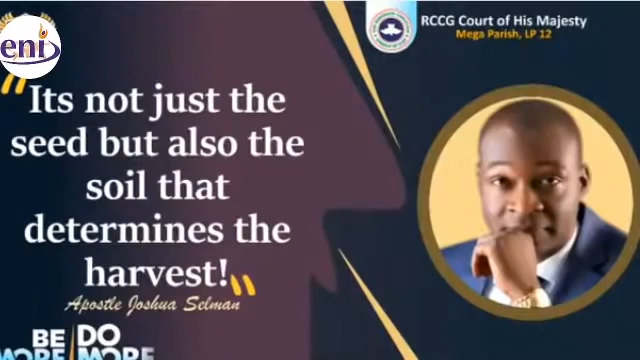 eni
RCCG Court of His Majesty
Mega Parish, LP 12
"Its not just the
seed but also the
soil that
determines the
harvest!"
Apostle Joshua Selman
BE DO
MORE MORE